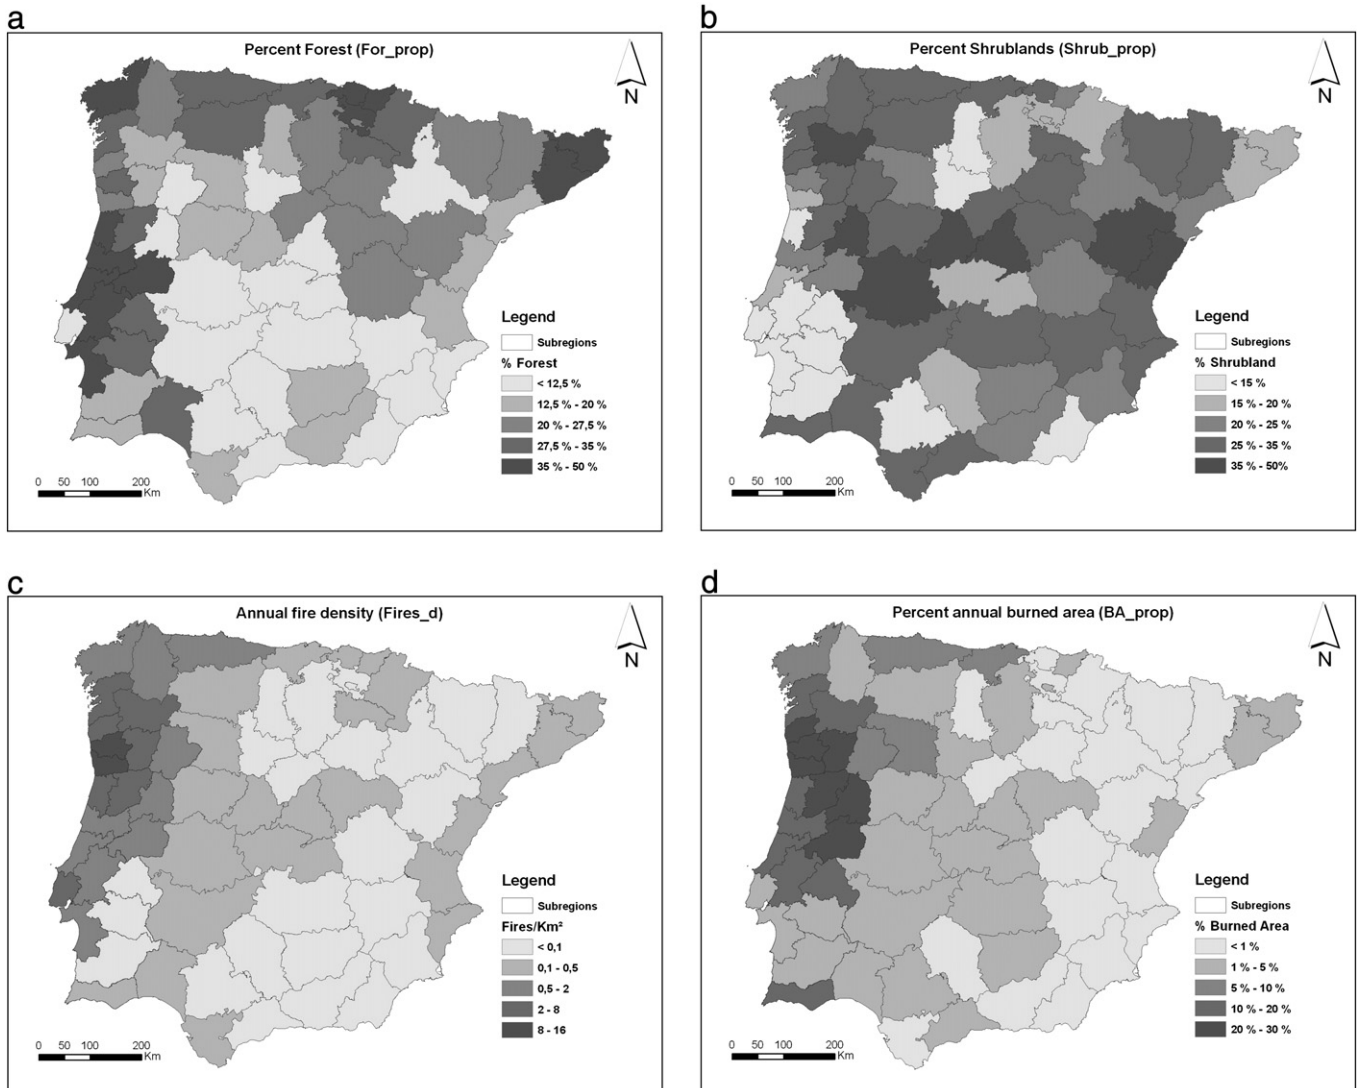 a
Percent Forest (For_prop)
N
Legend
Subregions
% Forest
< 12,5 %
12,5 % - 20 %
20 % - 27,5 %
27,5 % - 35 %
35 % - 50 %
0 50 100 200
Km
b
Percent Shrublands (Shrub_prop)
N
Legend
Subregions
% Shrubland
< 15 %
15 % - 20 %
20 % - 25 %
25 % - 35 %
35 % - 50%
0 50 100 200
Km
c
Annual fire density (Fires_d)
N
Legend
Subregions
Fires/Km²
< 0,1
0,1 - 0,5
0,5 - 2
2 - 8
8 - 16
0 50 100 200
Km
d
Percent annual burned area (BA_prop)
N
Legend
Subregions
% Burned Area
< 1 %
1 % - 5 %
5 % - 10 %
10 % - 20 %
20 % - 30 %
0 50 100 200
Km